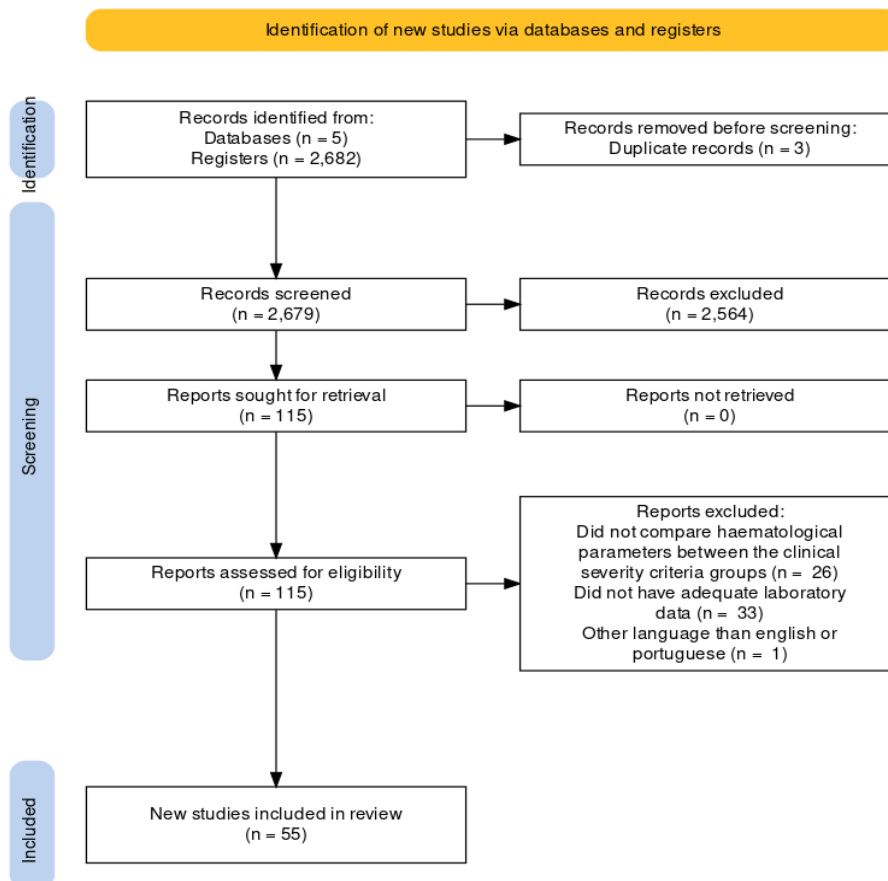 Identification of new studies via databases and registers
Identification
Records identified from:
Databases (n = 5)
Registers (n = 2,682)
Records removed before screening:
Duplicate records (n = 3)
Screening
Records screened
(n = 2,679)
Records excluded
(n = 2,564)
Reports sought for retrieval
(n = 115)
Reports not retrieved
(n = 0)
Reports assessed for eligibility
(n = 115)
Reports excluded:
Did not compare haematological
parameters between the clinical
severity criteria groups (n = 26)
Did not have adequate laboratory
data (n = 33)
Other language than english or
portuguese (n = 1)
Included
New studies included in review
(n = 55)